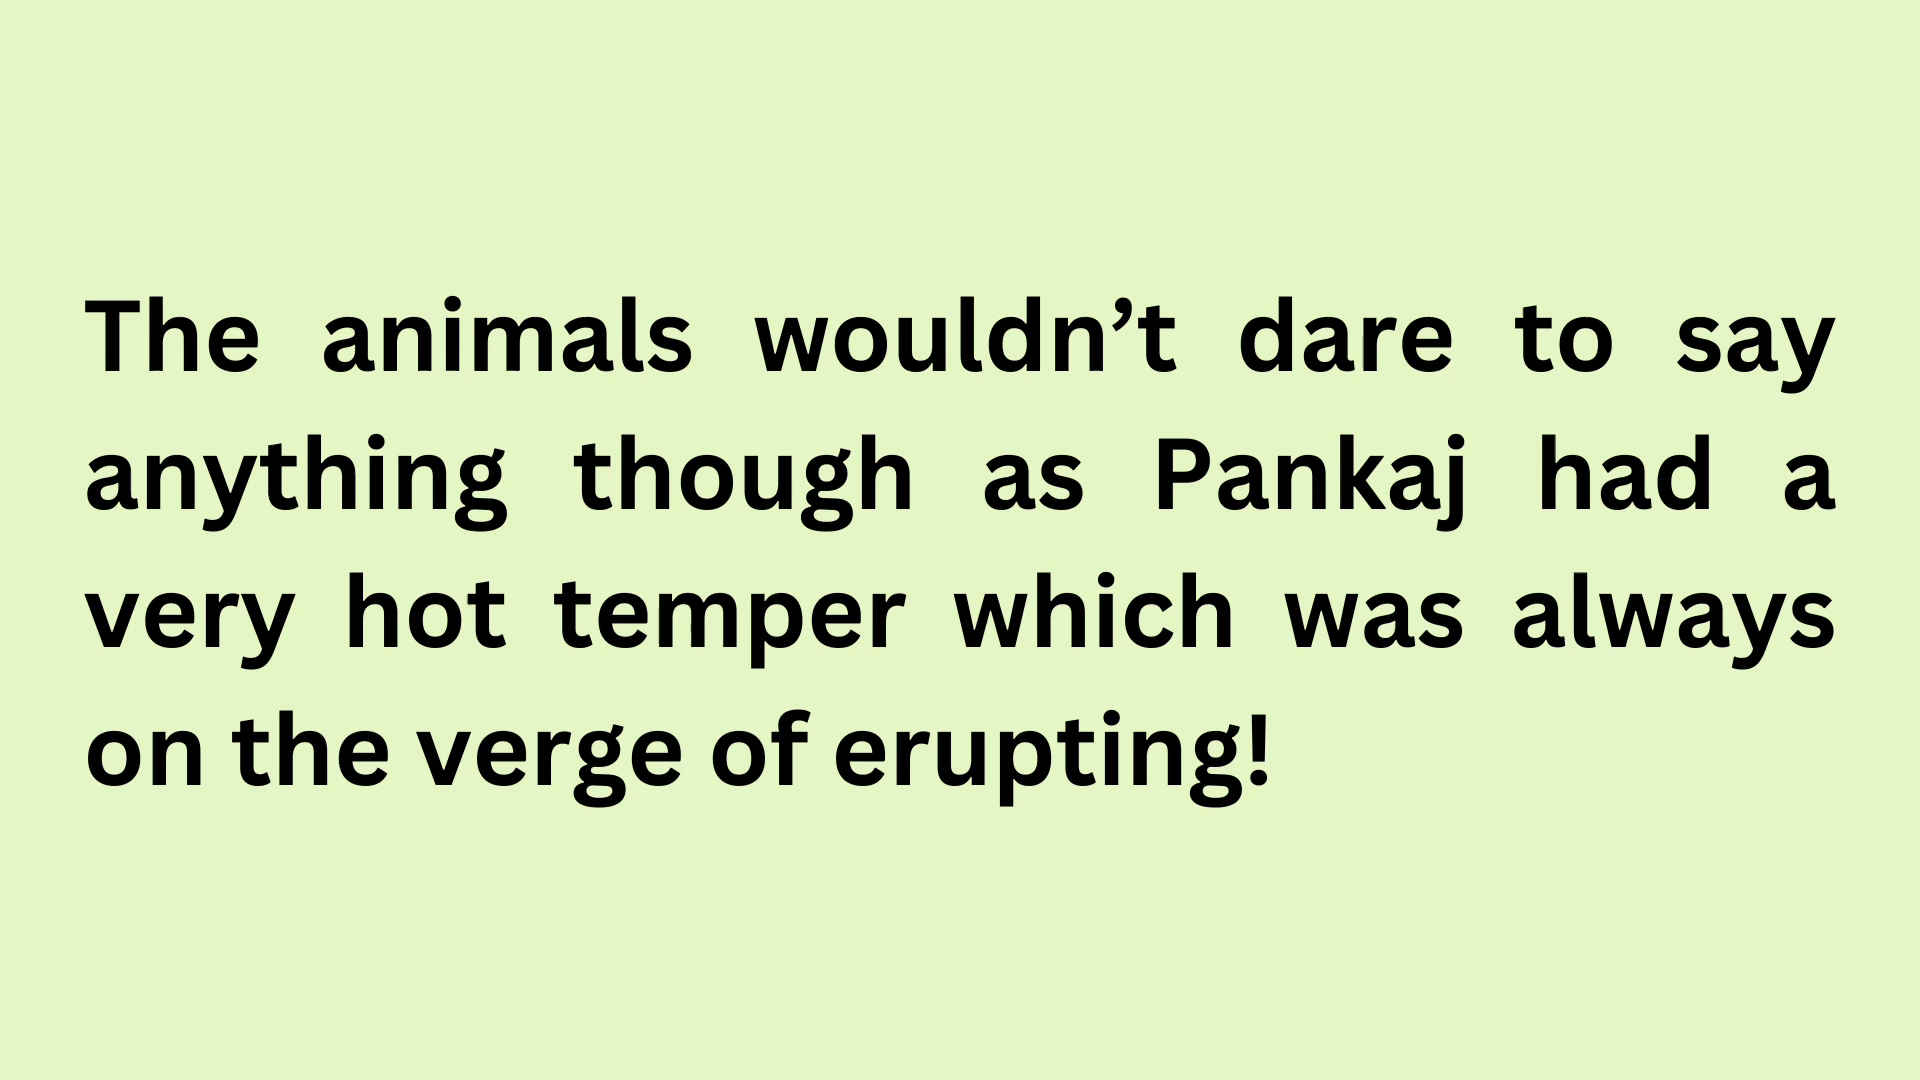 The animals wouldn’t dare to say
anything though as Pankaj had a
very hot temper which was always
on the verge of erupting!